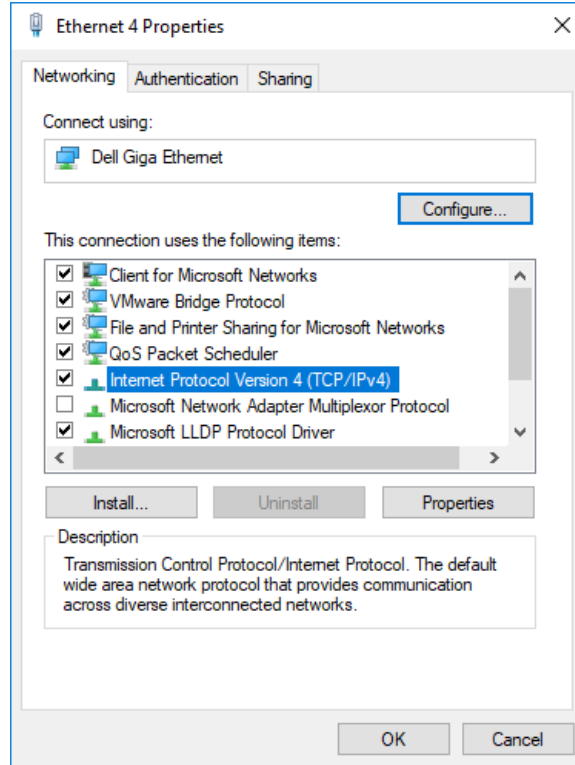 Ethernet 4 Properties
Networking
Authentication
Sharing
Connect using:
Dell Giga Ethernet
Configure...
This connection uses the following items:
Client for Microsoft Networks
VMware Bridge Protocol
File and Printer Sharing for Microsoft Networks
QoS Packet Scheduler
Internet Protocol Version 4 (TCP/IPv4)
Microsoft Network Adapter Multiplexor Protocol
Microsoft LLDP Protocol Driver
Install...
Uninstall
Properties
Description
Transmission Control Protocol/Internet Protocol. The default
wide area network protocol that provides communication
across diverse interconnected networks.
OK
Cancel